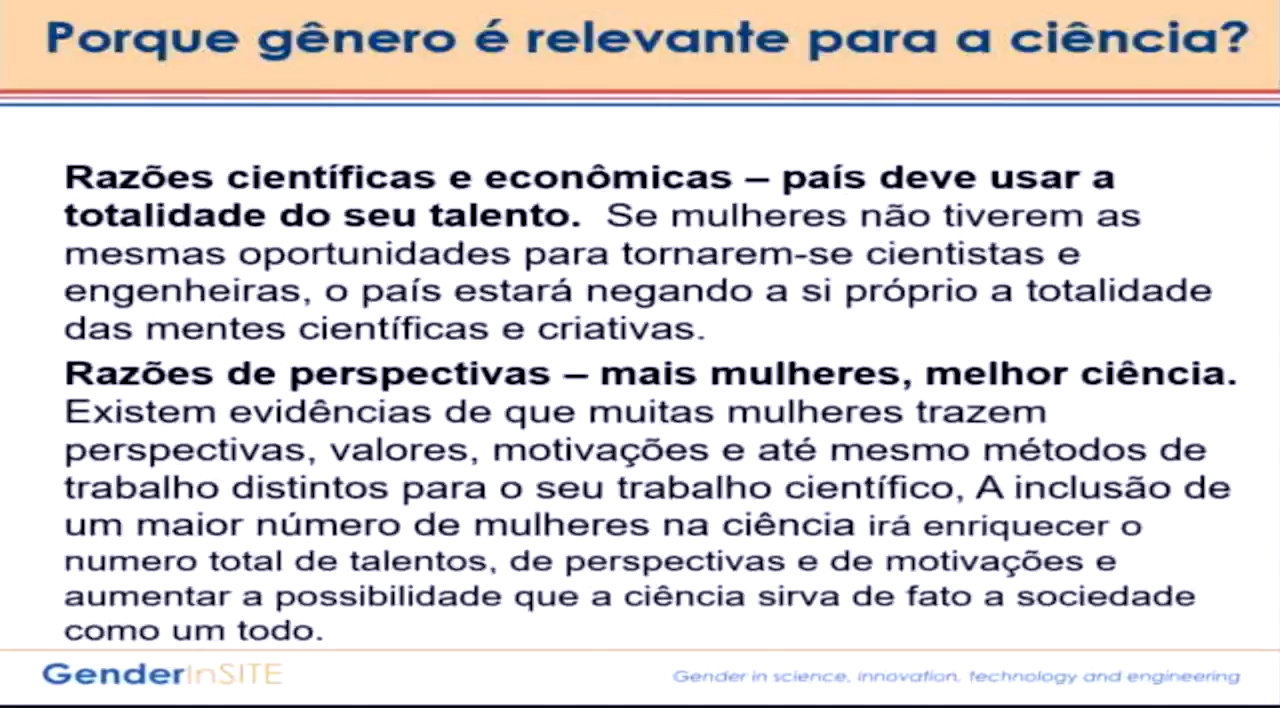 Porque gênero é relevante para a ciência?
Razões científicas e econômicas – país deve usar a
totalidade do seu talento. Se mulheres não tiverem as
mesmas oportunidades para tornarem-se cientistas e
engenheiras, o país estará negando a si próprio a totalidade
das mentes científicas e criativas.
Razões de perspectivas – mais mulheres, melhor ciência.
Existem evidências de que muitas mulheres trazem
perspectivas, valores, motivações e até mesmo métodos de
trabalho distintos para o seu trabalho científico, A inclusão de
um maior número de mulheres na ciência irá enriquecer o
numero total de talentos, de perspectivas e de motivações e
aumentar a possibilidade que a ciência sirva de fato a sociedade
como um todo.
GenderInSITE
Gender in science, innovation, technology and engineering